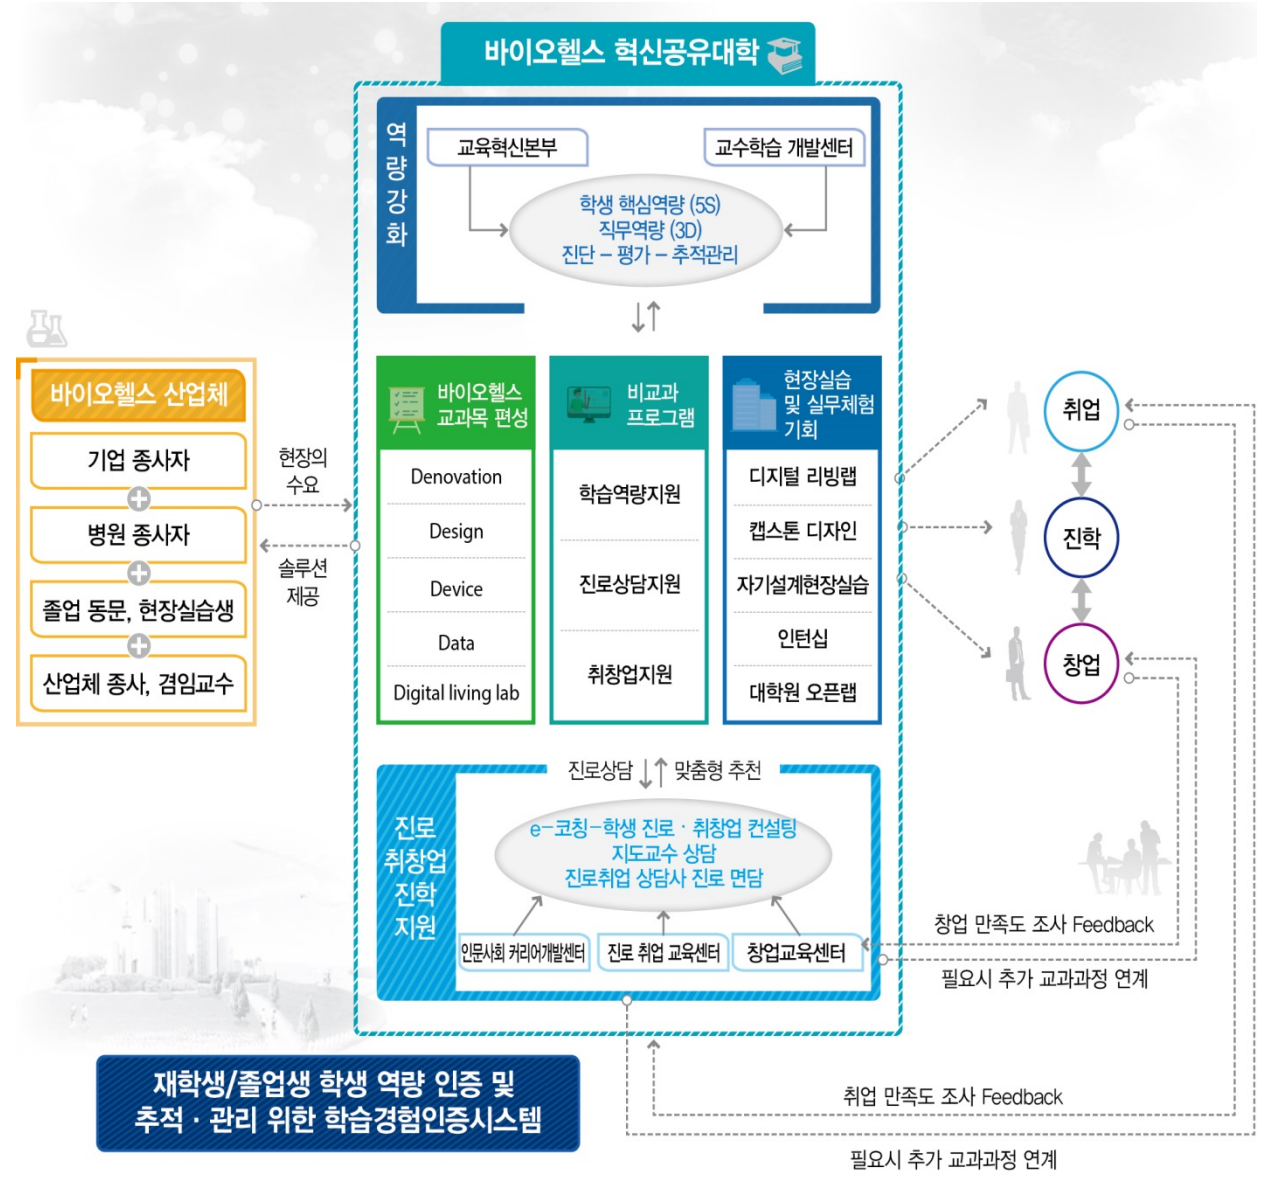 바이오헬스 혁신공유대학
역량강화
교육혁신본부
교수학습 개발센터
학생 핵심역량 (5S)
직무역량 (3D)
진단 – 평가 – 추적관리
바이오헬스 산업체
기업 종사자
병원 종사자
졸업 동문, 현장실습생
산업체 종사, 겸임교수
현장의
수요
솔루션
제공
바이오헬스
교과목 편성
Denovation
Design
Device
Data
Digital living lab
비교과
프로그램
학습역량지원
진로상담지원
취창업지원
현장실습
및 실무체험
기회
디지털 리빙랩
캡스톤 디자인
자기설계현장실습
인턴십
대학원 오픈랩
취업
진학
창업
진로상담
맞춤형 추천
진로
취창업
진학
지원
e–코칭–학생 진로 · 취창업 컨설팅
지도교수 상담
진로취업 상담사 진로 면담
인문사회 커리어개발센터
진로 취업 교육센터
창업교육센터
창업 만족도 조사 Feedback
필요시 추가 교과과정 연계
재학생/졸업생 학생 역량 인증 및
추적 · 관리 위한 학습경험인증시스템
취업 만족도 조사 Feedback
필요시 추가 교과과정 연계